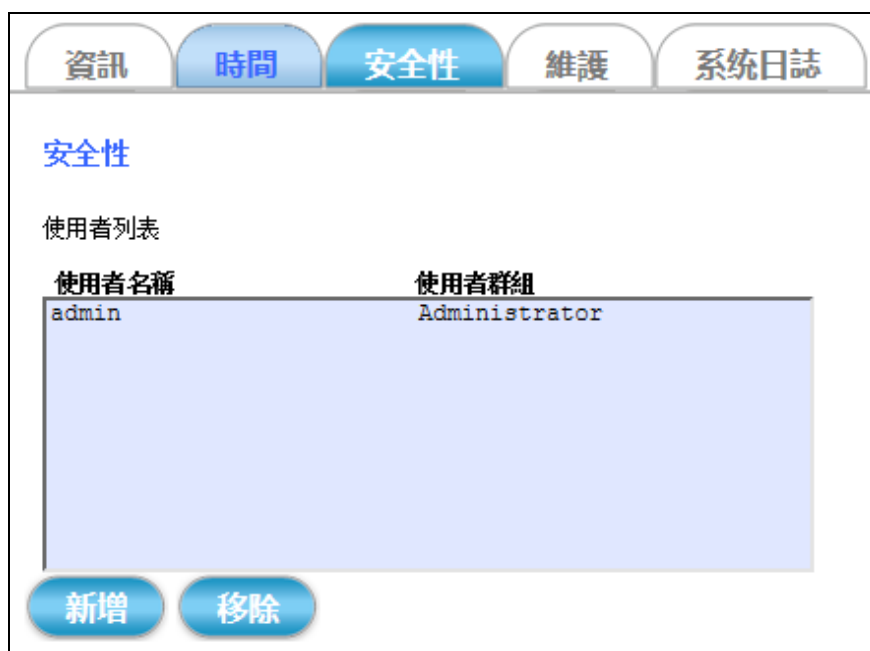 資訊 時間 安全性 維護 系统日誌
安全性
使用者列表
使用者名稱 使用者群組
admin Administrator
新增 移除